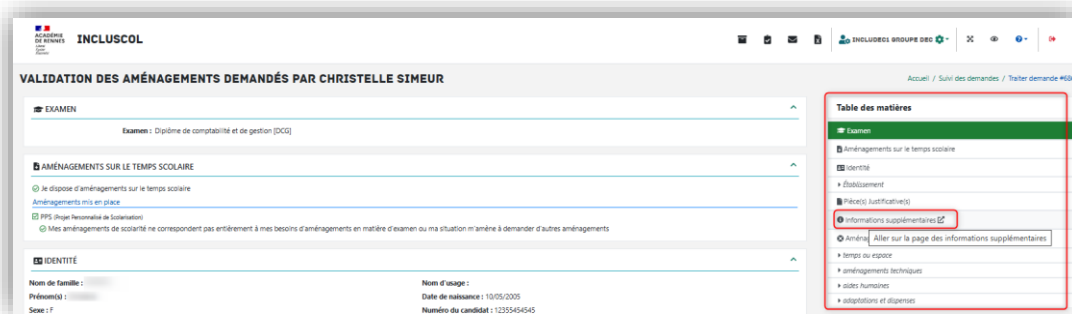 ACADÉMIE
DE RENNES
INCLUSCOL
INCLUDEC1 GROUPE DEC
VALIDATION DES AMÉNAGEMENTS DEMANDÉS PAR CHRISTELLE SIMEUR
Accueil / Suivi des demandes / Traiter demande
EXAMEN
Examen : Diplôme de comptabilité et de gestion [DCG]
AMÉNAGEMENTS SUR LE TEMPS SCOLAIRE
Je dispose d'aménagements sur le temps scolaire
Aménagements mis en place
PPS (Projet Personnalisé de Scolarisation)
Mes aménagements de scolarité ne correspondent pas entièrement à mes besoins d'aménagements en matière d'examen ou ma situation m'amène à demander d'autres aménagements
IDENTITÉ
Nom de famille :
Nom d'usage :
Prénom(s) :
Date de naissance : 10/05/2005
Sexe : F
Numéro du candidat : 12355454545
Table des matières
Examen
Aménagements sur le temps scolaire
Identité
Établissement
Pièce(s) Justificative(s)
Informations supplémentaires
Aménag
Aller sur la page des informations supplémentaires
temps ou espace
aménagements techniques
aides humaines
adaptations et dispenses